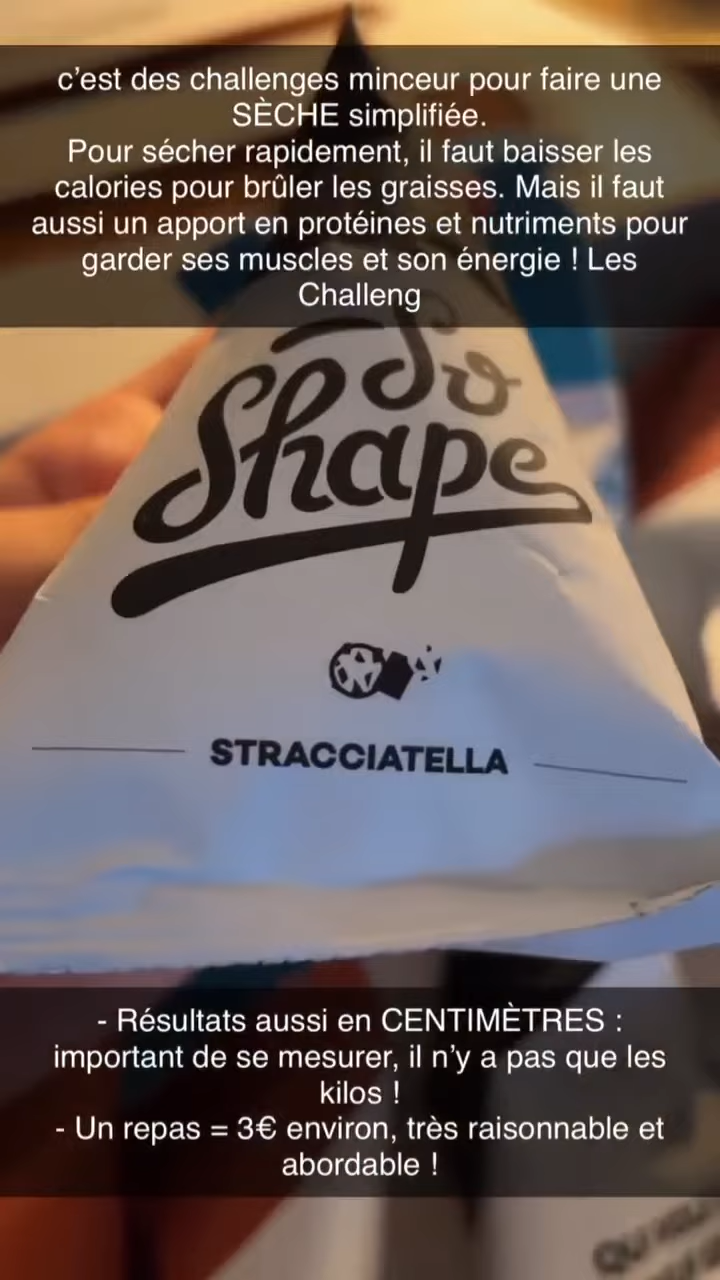 c'est des challenges minceur pour faire une
SÈCHE simplifiée.
Pour sécher rapidement, il faut baisser les
calories pour brûler les graisses. Mais il faut
aussi un apport en protéines et nutriments pour
garder ses muscles et son énergie ! Les
Challeng
So
Shape
STRACCIATELLA
- Résultats aussi en CENTIMÈTRES :
important de se mesurer, il n'y a pas que les
kilos !
- Un repas = 3€ environ, très raisonnable et
abordable !
QUI